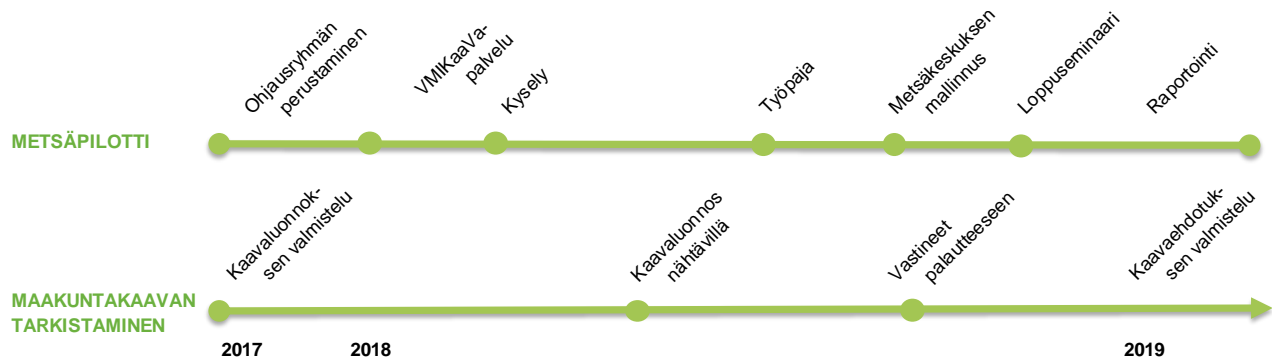 METSÄPILOTTI
Ohjausryhmän
perustaminen
VMIKaaVa-
palvelu
Kysely
Työpaja
Metsäkeskuksen
mallinnus
Loppuseminaari
Raportointi
MAAKUNTAKAAVAN
TARKISTAMINEN
Kaavaluonnok-
sen valmistelu
Kaavaluonnos
nähtävillä
Vastineet
palautteeseen
Kaavaehdotuk-
sen valmistelu
2017
2018
2019